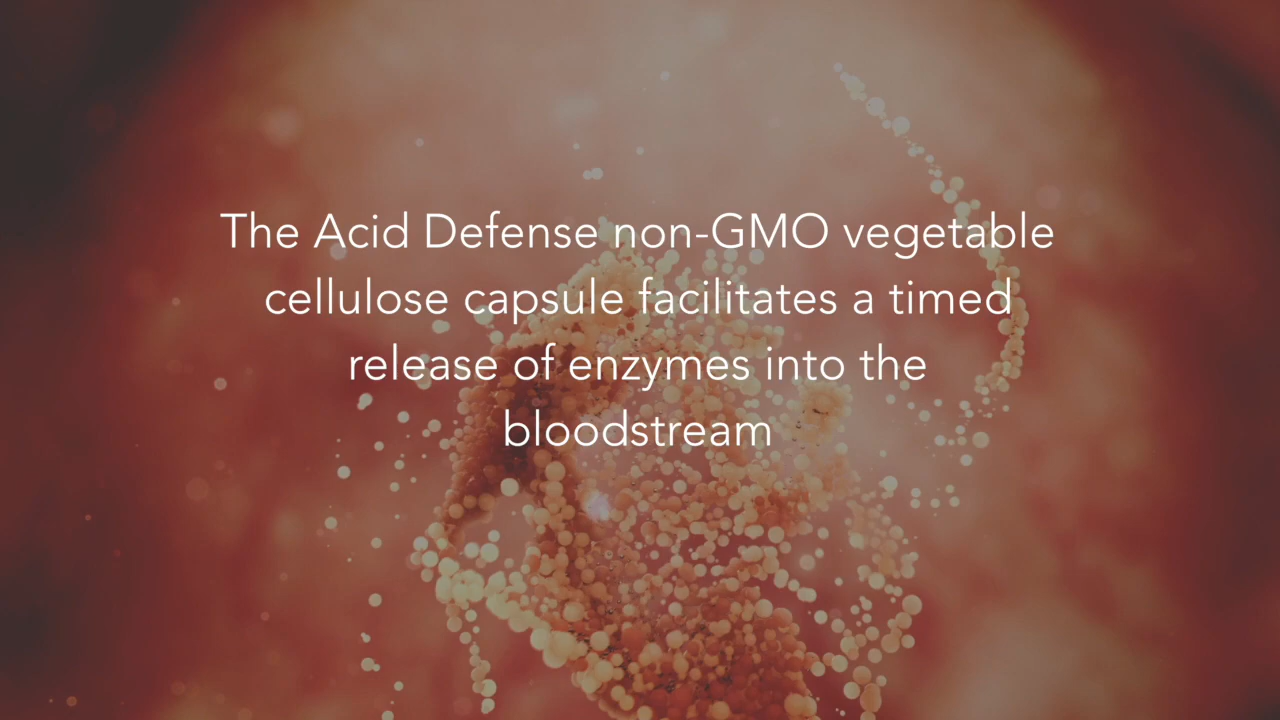 The Acid Defense non-GMO vegetable
cellulose capsule facilitates a timed
release of enzymes into the
bloodstream